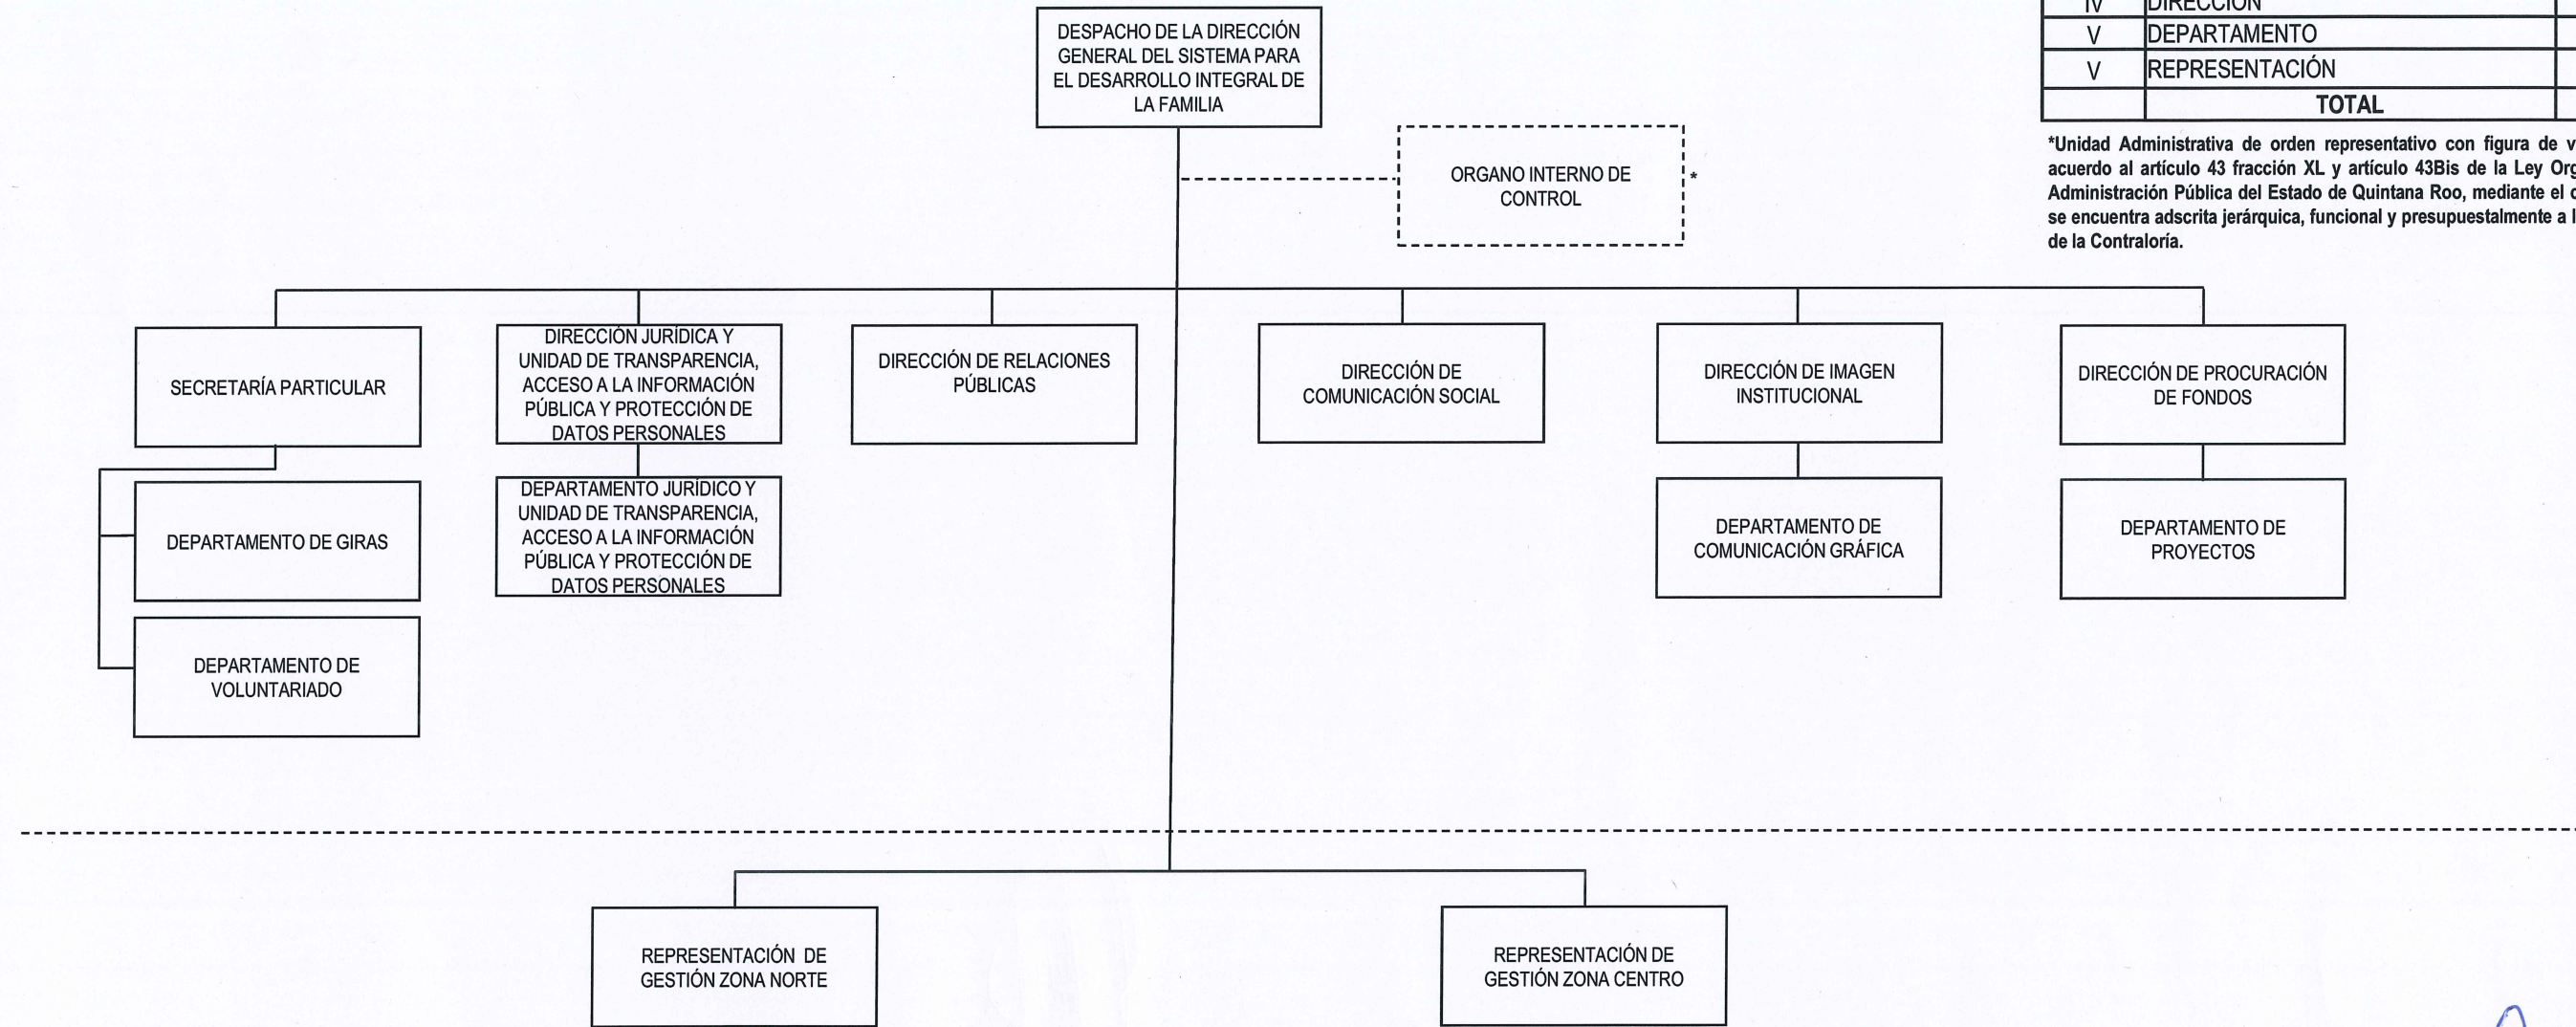 DESPACHO DE LA DIRECCIÓN
GENERAL DEL SISTEMA PARA
EL DESARROLLO INTEGRAL DE
LA FAMILIA
IV DIRECCIÓN
V DEPARTAMENTO
V REPRESENTACIÓN
TOTAL
*Unidad Administrativa de orden representativo con figura de
acuerdo al artículo 43 fracción XL y artículo 43Bis de la Ley
Administración Pública del Estado de Quintana Roo, mediante el
se encuentra adscrita jerárquica, funcional y presupuestalmente a
de la Contraloría.
ORGANO INTERNO DE
CONTROL
*
SECRETARÍA PARTICULAR
DIRECCIÓN JURÍDICA Y
UNIDAD DE TRANSPARENCIA,
ACCESO A LA INFORMACIÓN
PÚBLICA Y PROTECCIÓN DE
DATOS PERSONALES
DIRECCIÓN DE RELACIONES
PÚBLICAS
DIRECCIÓN DE
COMUNICACIÓN SOCIAL
DIRECCIÓN DE IMAGEN
INSTITUCIONAL
DIRECCIÓN DE PROCURACIÓN
DE FONDOS
DEPARTAMENTO DE GIRAS
DEPARTAMENTO JURÍDICO Y
UNIDAD DE TRANSPARENCIA,
ACCESO A LA INFORMACIÓN
PÚBLICA Y PROTECCIÓN DE
DATOS PERSONALES
DEPARTAMENTO DE
COMUNICACIÓN GRÁFICA
DEPARTAMENTO DE
PROYECTOS
DEPARTAMENTO DE
VOLUNTARIADO
REPRESENTACIÓN DE
GESTIÓN ZONA NORTE
REPRESENTACIÓN DE
GESTIÓN ZONA CENTRO